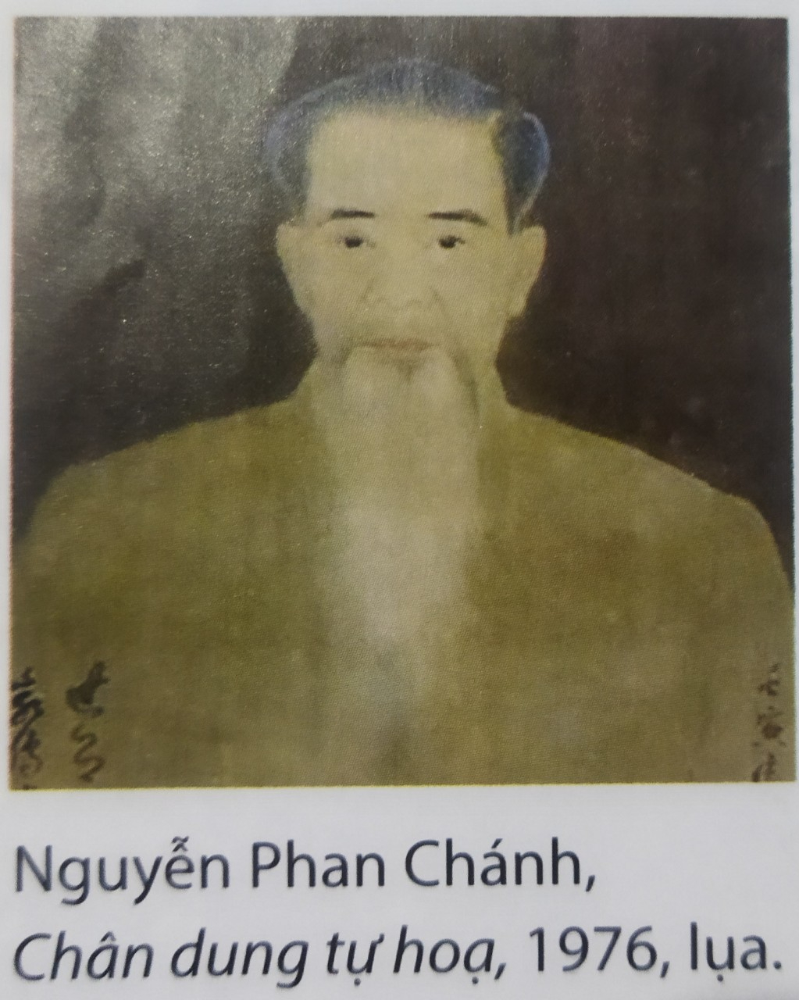 Nguyễn Phan Chánh,
Chân dung tự hoạ, 1976, lụa.